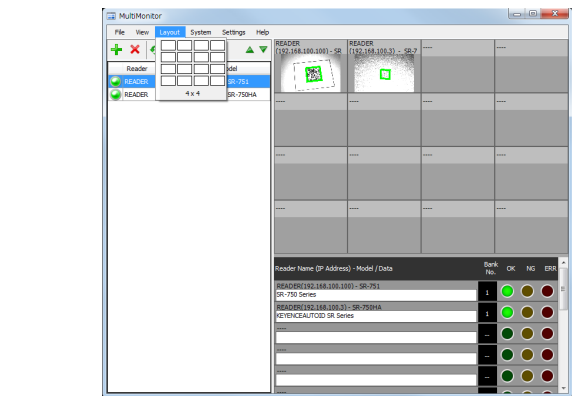 MultiMonitor
File View Layout System Settings Help
Reader
READER SR-751
READER SR-750HA
4 x 4
READER READER ---- ----
(192.168.100.100) - SR (192.168.100.3) - SR-7
---- ---- ---- ----
---- ---- ---- ----
---- ---- ---- ----
Reader Name (IP Address) - Model / Data Bank No. OK NG ERR
READER(192.168.100.100) - SR-751
SR-750 Series 1
READER(192.168.100.3) - SR-750HA
KEYENCEAUTOID SR Series 1
----
--
----
--
----
--
----